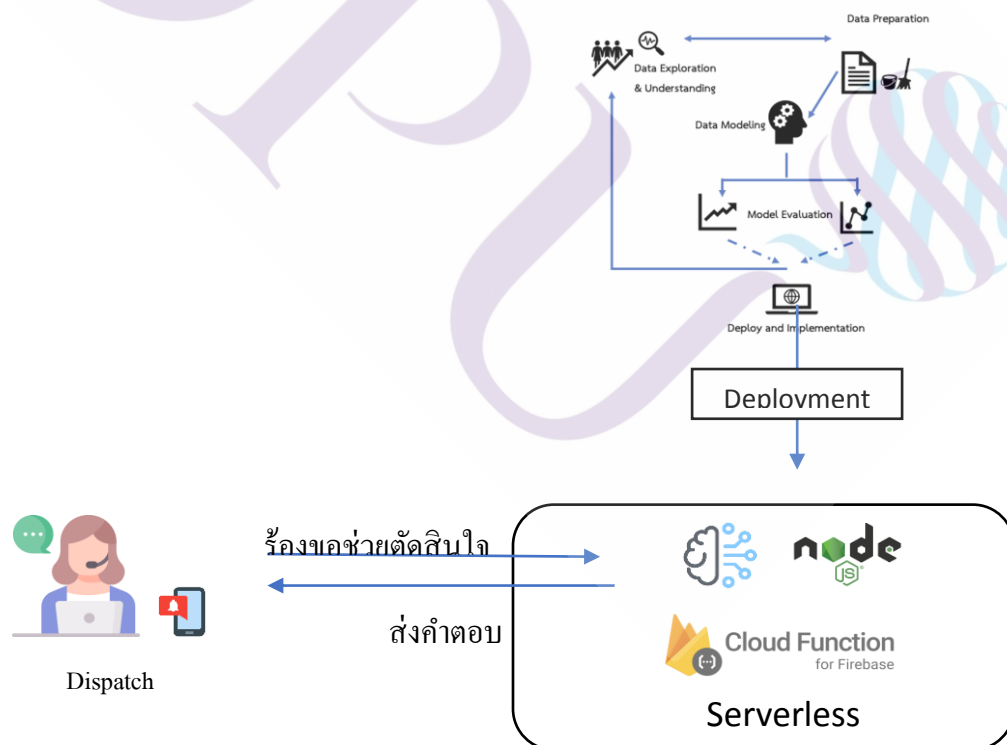 Data Preparation
Data Exploration
& Understanding
Data Modeling
Model Evaluation
Deploy and Implementation
Deployment
ร้องขอช่วยตัดสินใจ
ส่งคำตอบ
Dispatch
node
JS
Cloud Function
for Firebase
Serverless